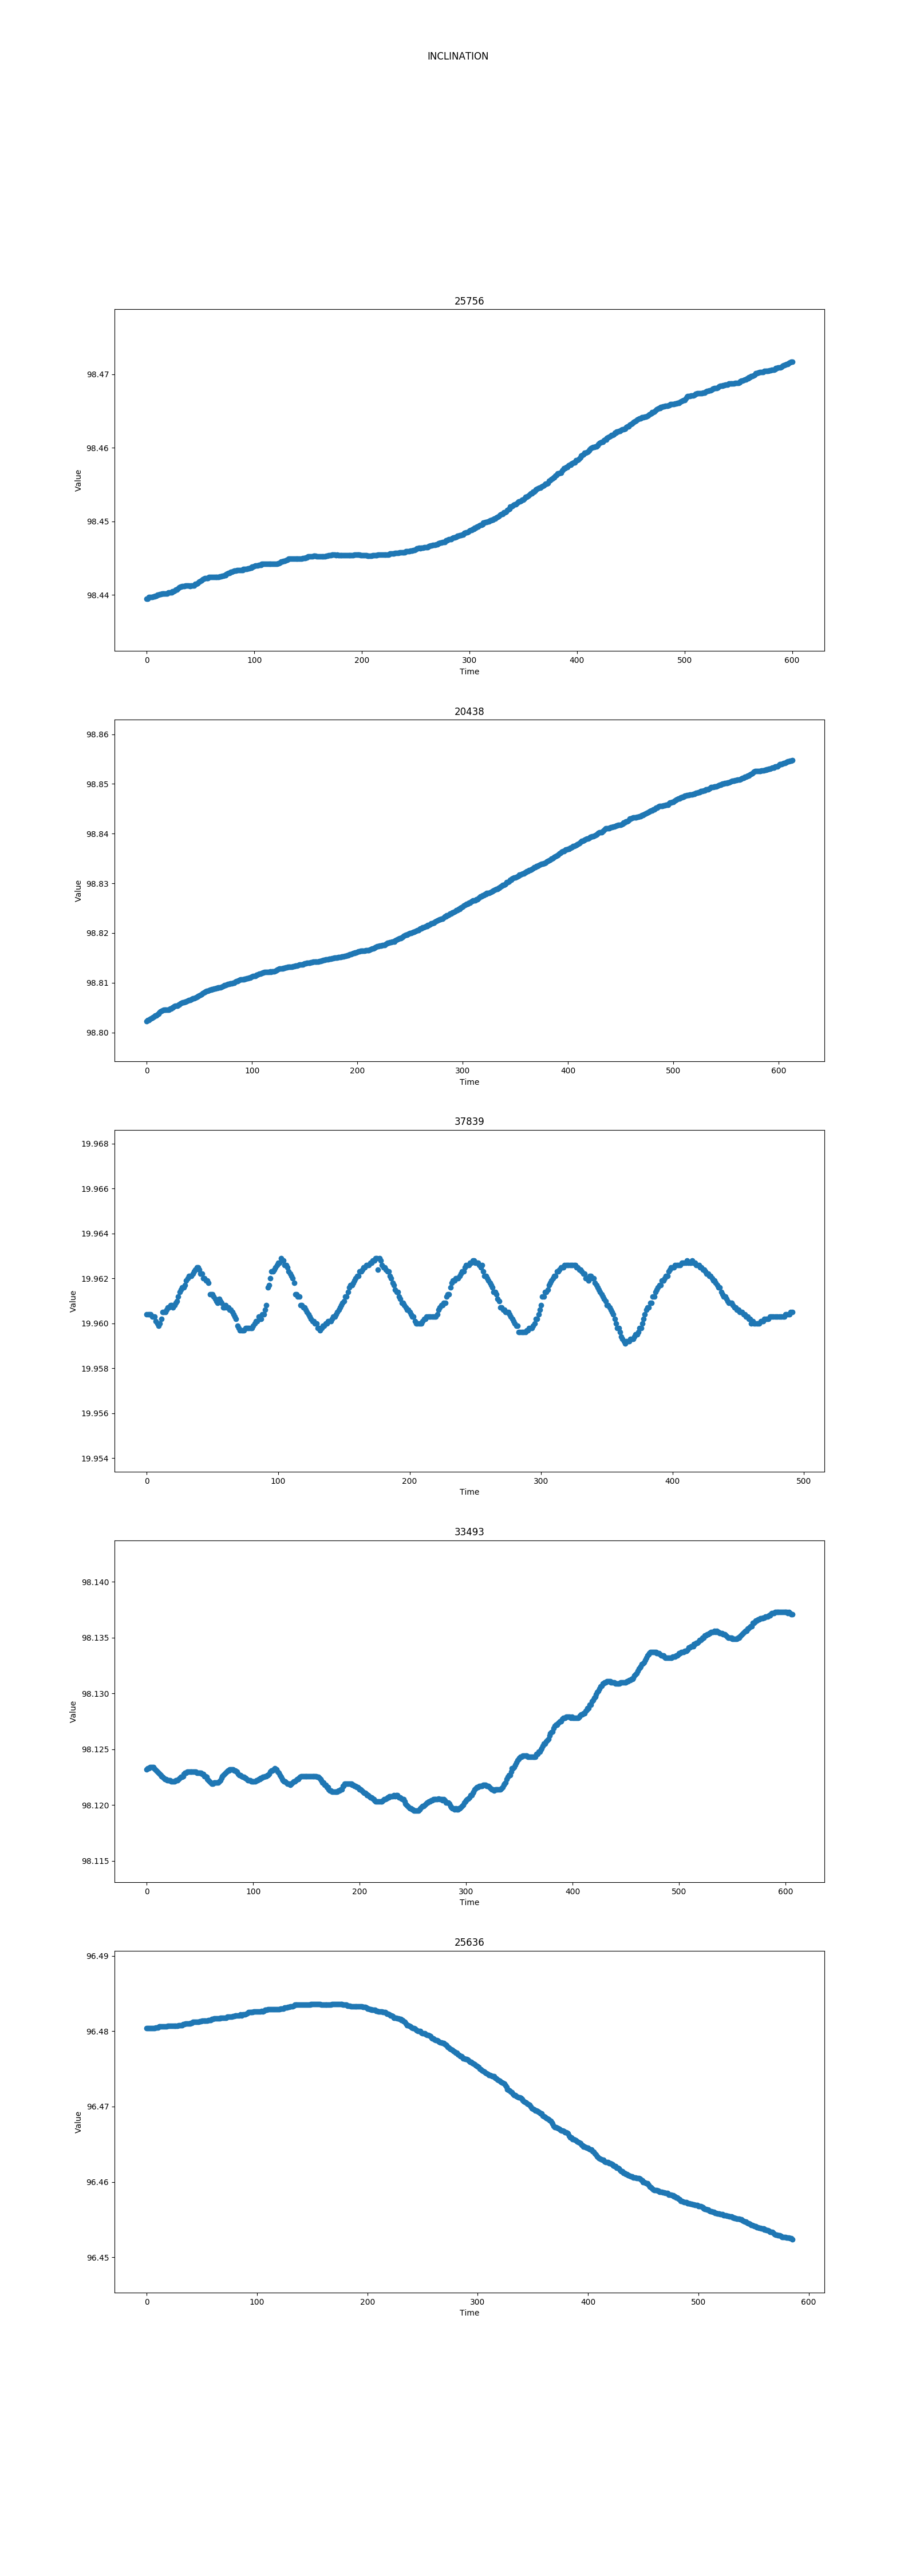 INCLINATION
25756
98.47
98.46
98.45
98.44
Value
0 100 200 300 400 500 600
Time
20438
98.86
98.85
98.84
98.83
98.82
98.81
98.80
Value
0 100 200 300 400 500 600
Time
37839
19.968
19.966
19.964
19.962
19.960
19.958
19.956
19.954
Value
0 100 200 300 400 500
Time
33493
98.140
98.135
98.130
98.125
98.120
98.115
Value
0 100 200 300 400 500 600
Time
25636
96.49
96.48
96.47
96.46
96.45
Value
0 100 200 300 400 500 600
Time